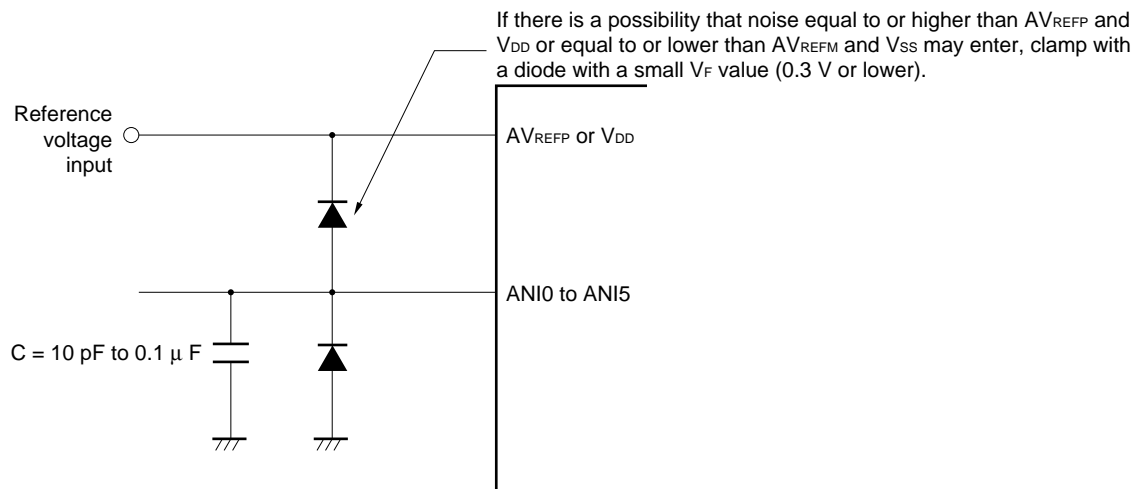 If there is a possibility that noise equal to or higher than AVREFP and
VDD or equal to or lower than AVREFM and VSS may enter, clamp with
a diode with a small VF value (0.3 V or lower).
Reference
voltage
input
AVREFP or VDD
ANI0 to ANI5
C = 10 pF to 0.1 μ F